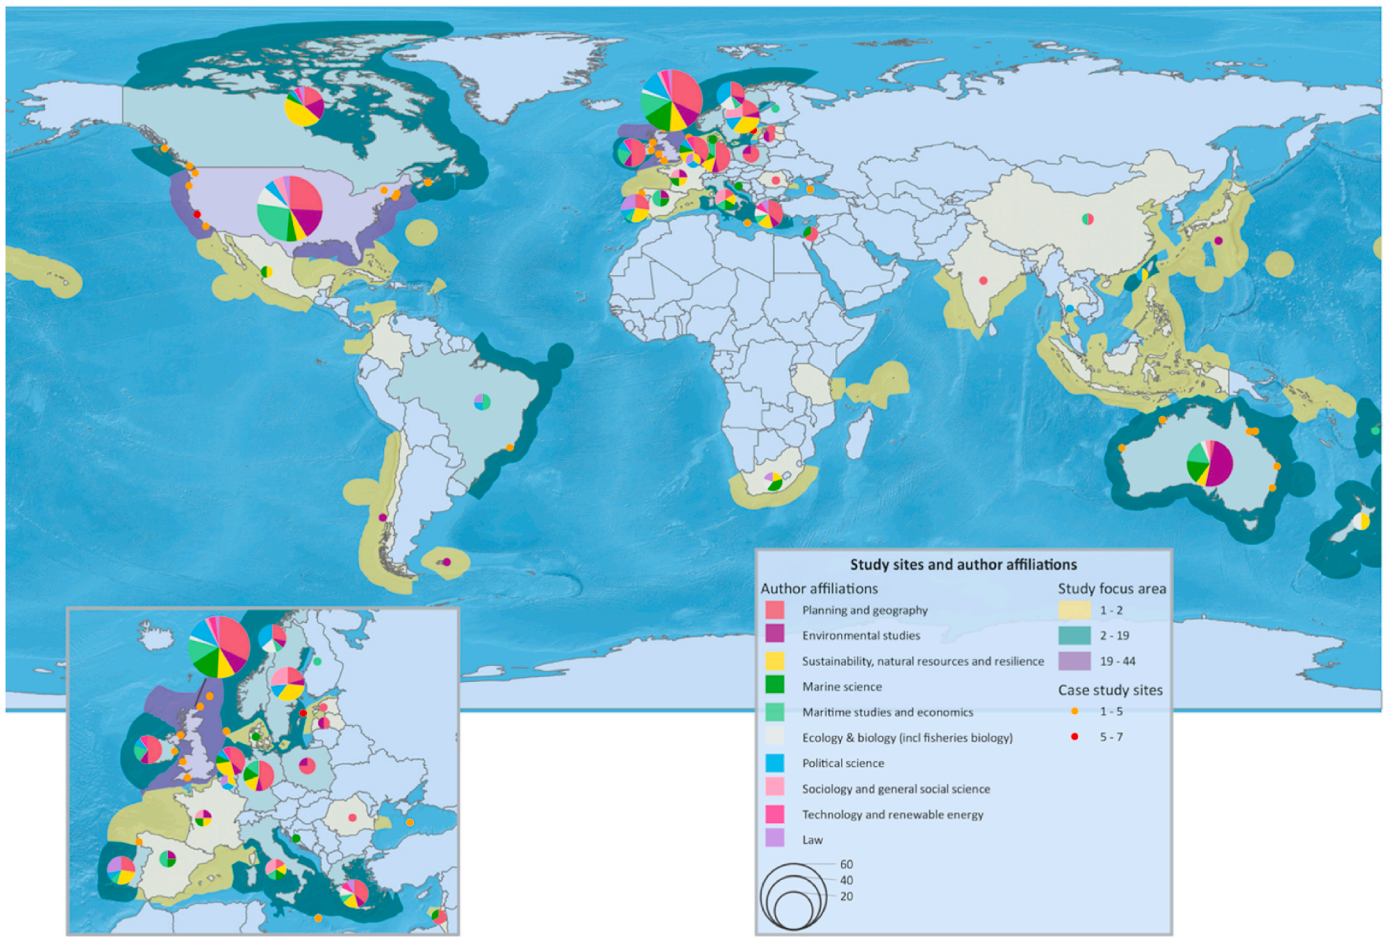 Study sites and author affiliations
Author affiliations
Planning and geography
Environmental studies
Sustainability, natural resources and resilience
Marine science
Maritime studies and economics
Ecology & biology (incl fisheries biology)
Political science
Sociology and general social science
Technology and renewable energy
Law
60
40
20
Study focus area
1 - 2
2 - 19
19 - 44
Case study sites
1 - 5
5 - 7